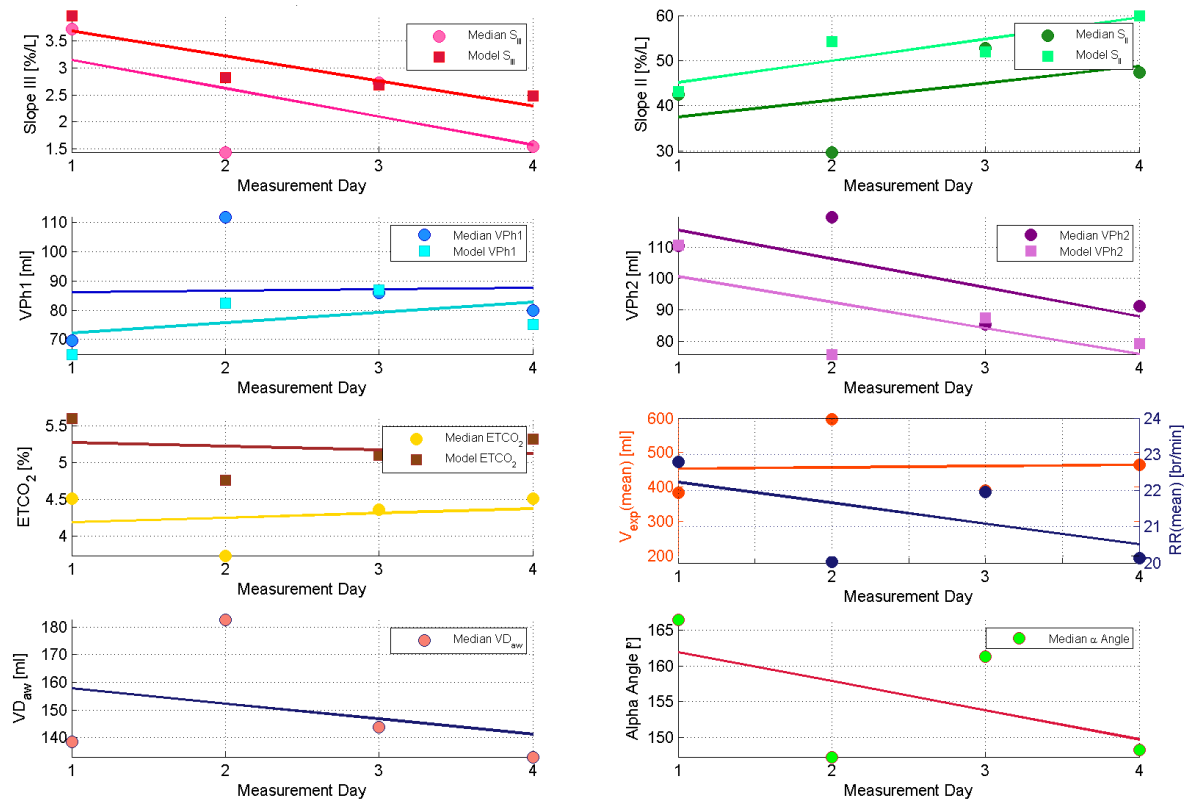 Slope III [%/L]
3.5
3
2.5
2
1.5
Median S_III
Model S_III
1 2 3 4
Measurement Day
Slope II [%/L]
60
50
40
30
Median S_II
Model S_II
1 2 3 4
Measurement Day
VPh1 [ml]
110
100
90
80
70
Median VPh1
Model VPh1
1 2 3 4
Measurement Day
VPh2 [ml]
110
100
90
80
Median VPh2
Model VPh2
1 2 3 4
Measurement Day
ETCO₂ [%]
5.5
5
4.5
4
Median ETCO₂
Model ETCO₂
1 2 3 4
Measurement Day
V_exp(mean) [ml]
600
500
400
300
200
24
23
22
21
20
RR(mean) [br/min]
1 2 3 4
Measurement Day
VD_aw [ml]
180
170
160
150
140
Median VD_aw
1 2 3 4
Measurement Day
Alpha Angle [°]
165
160
155
150
Median α Angle
1 2 3 4
Measurement Day